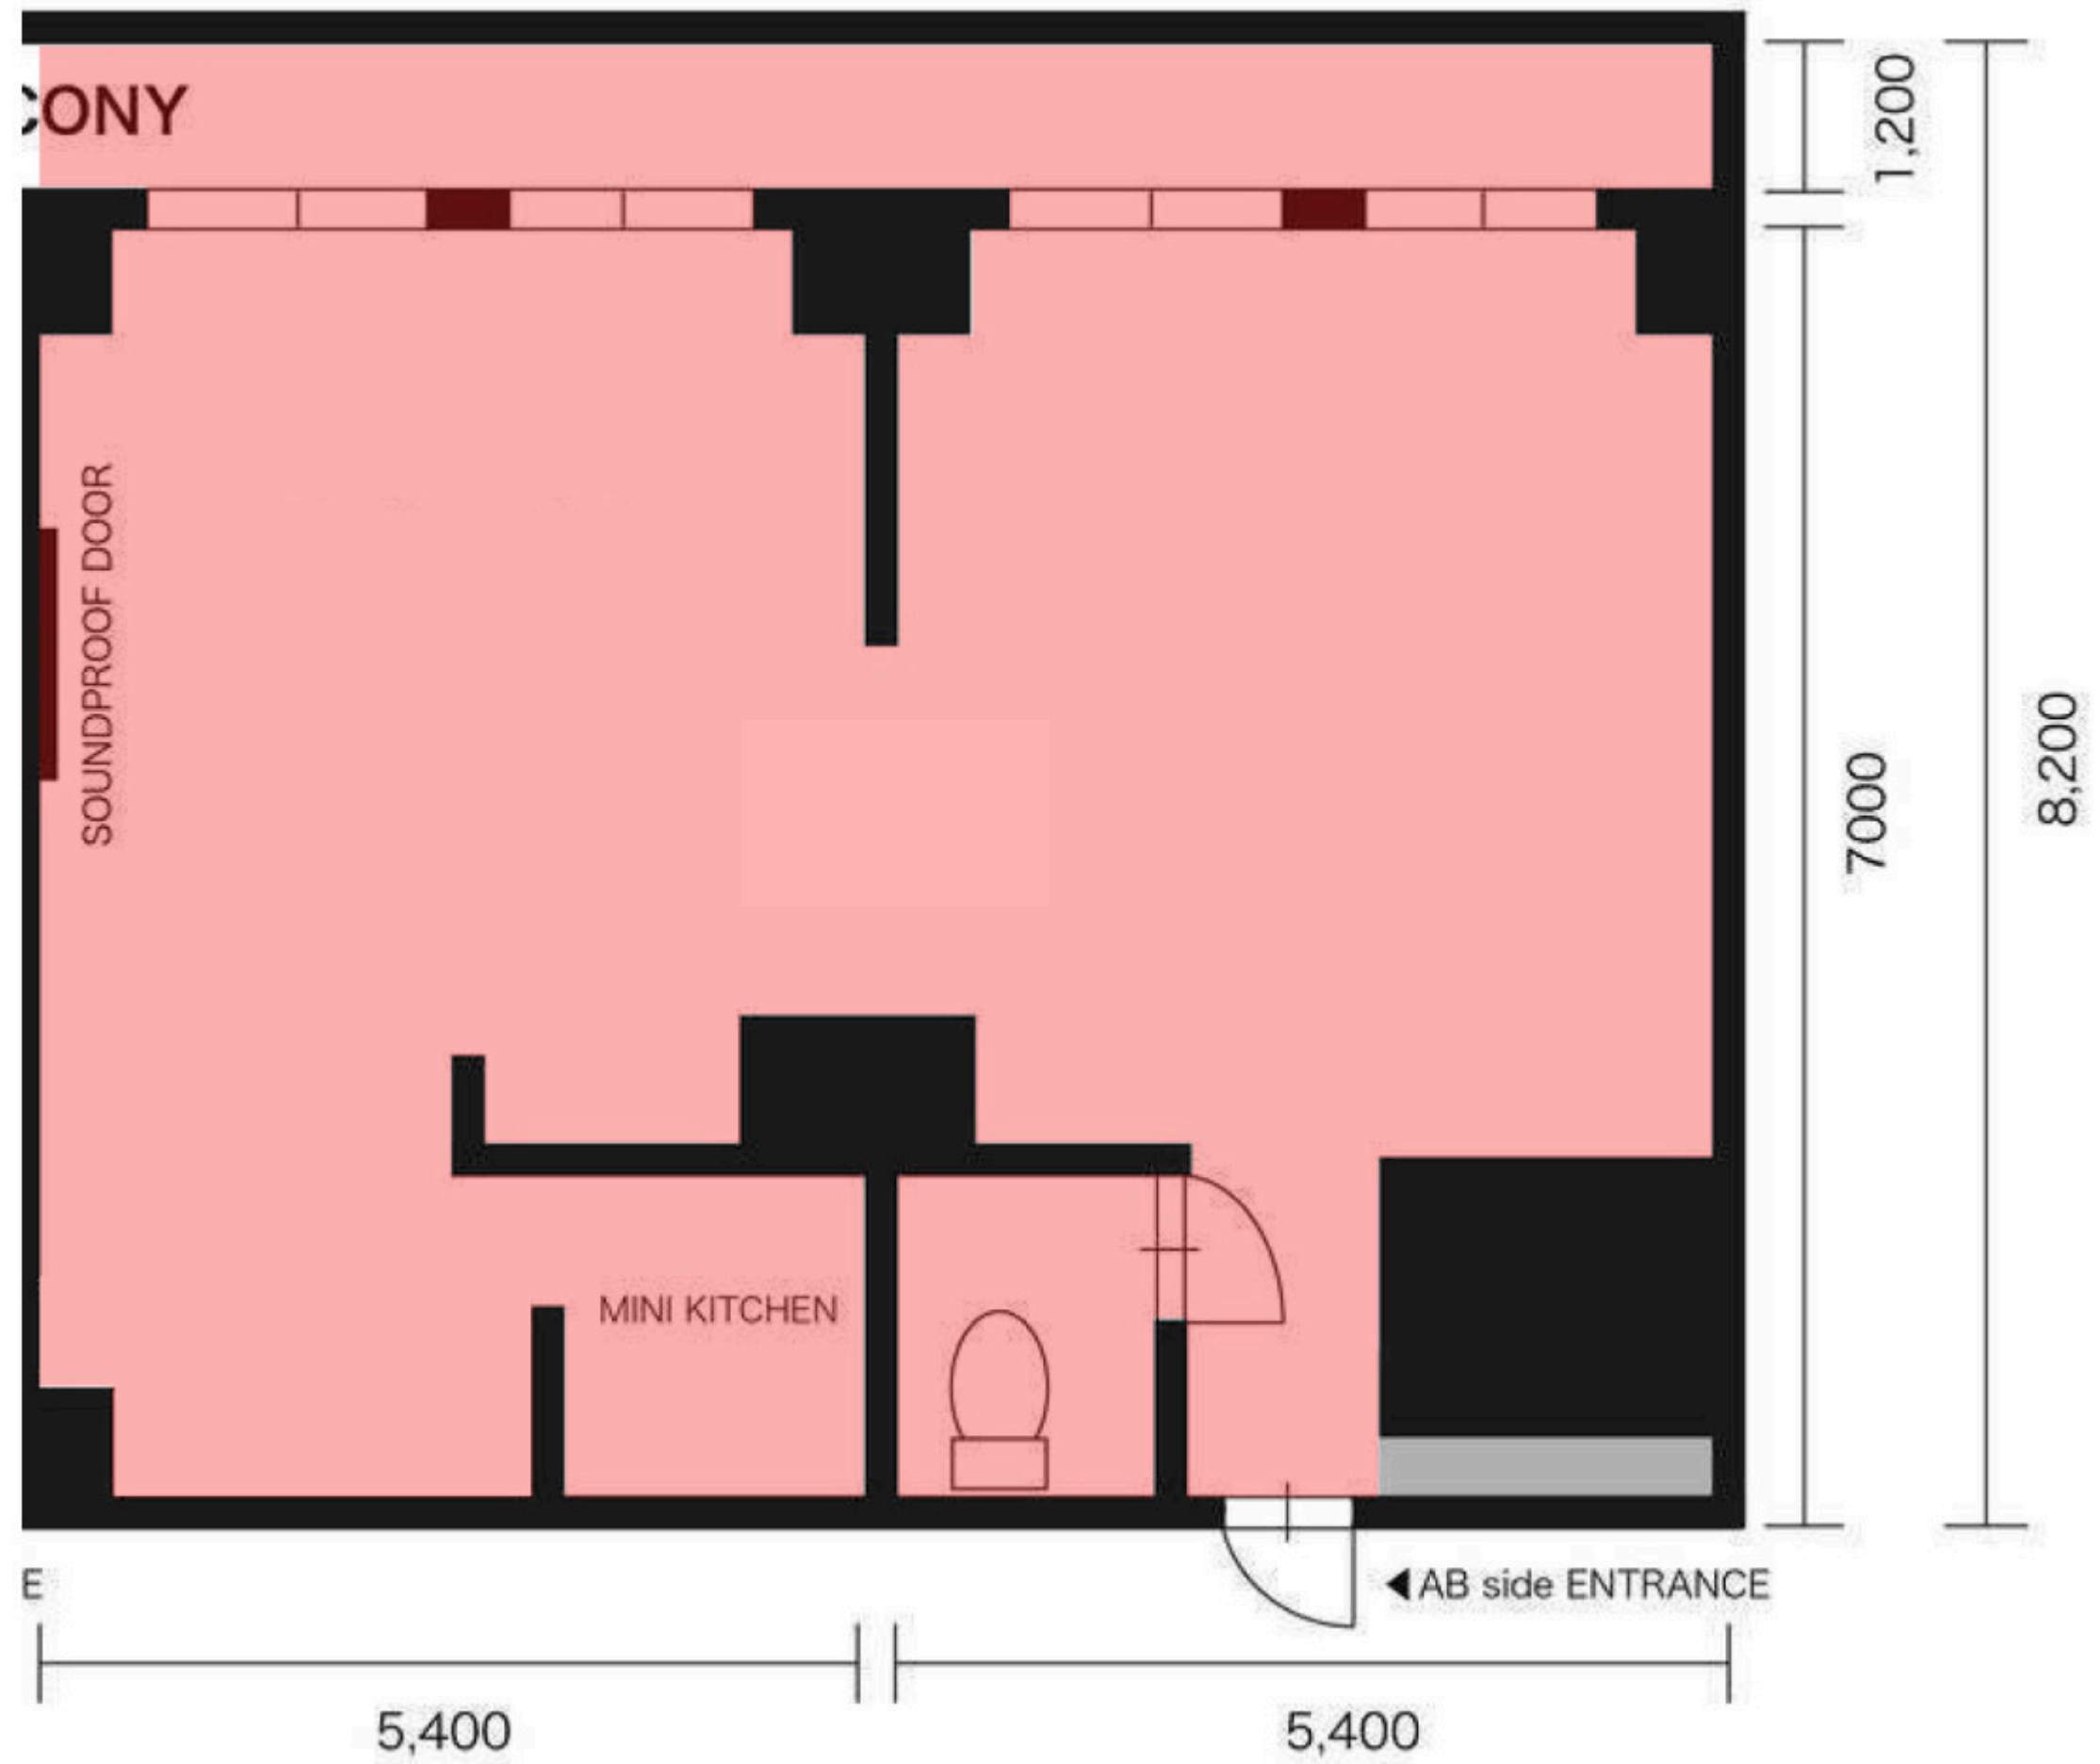 CONY
1,200
SOUNDPROOF DOOR
7000
8,200
MINI KITCHEN
E
◀AB side ENTRANCE
5,400
5,400